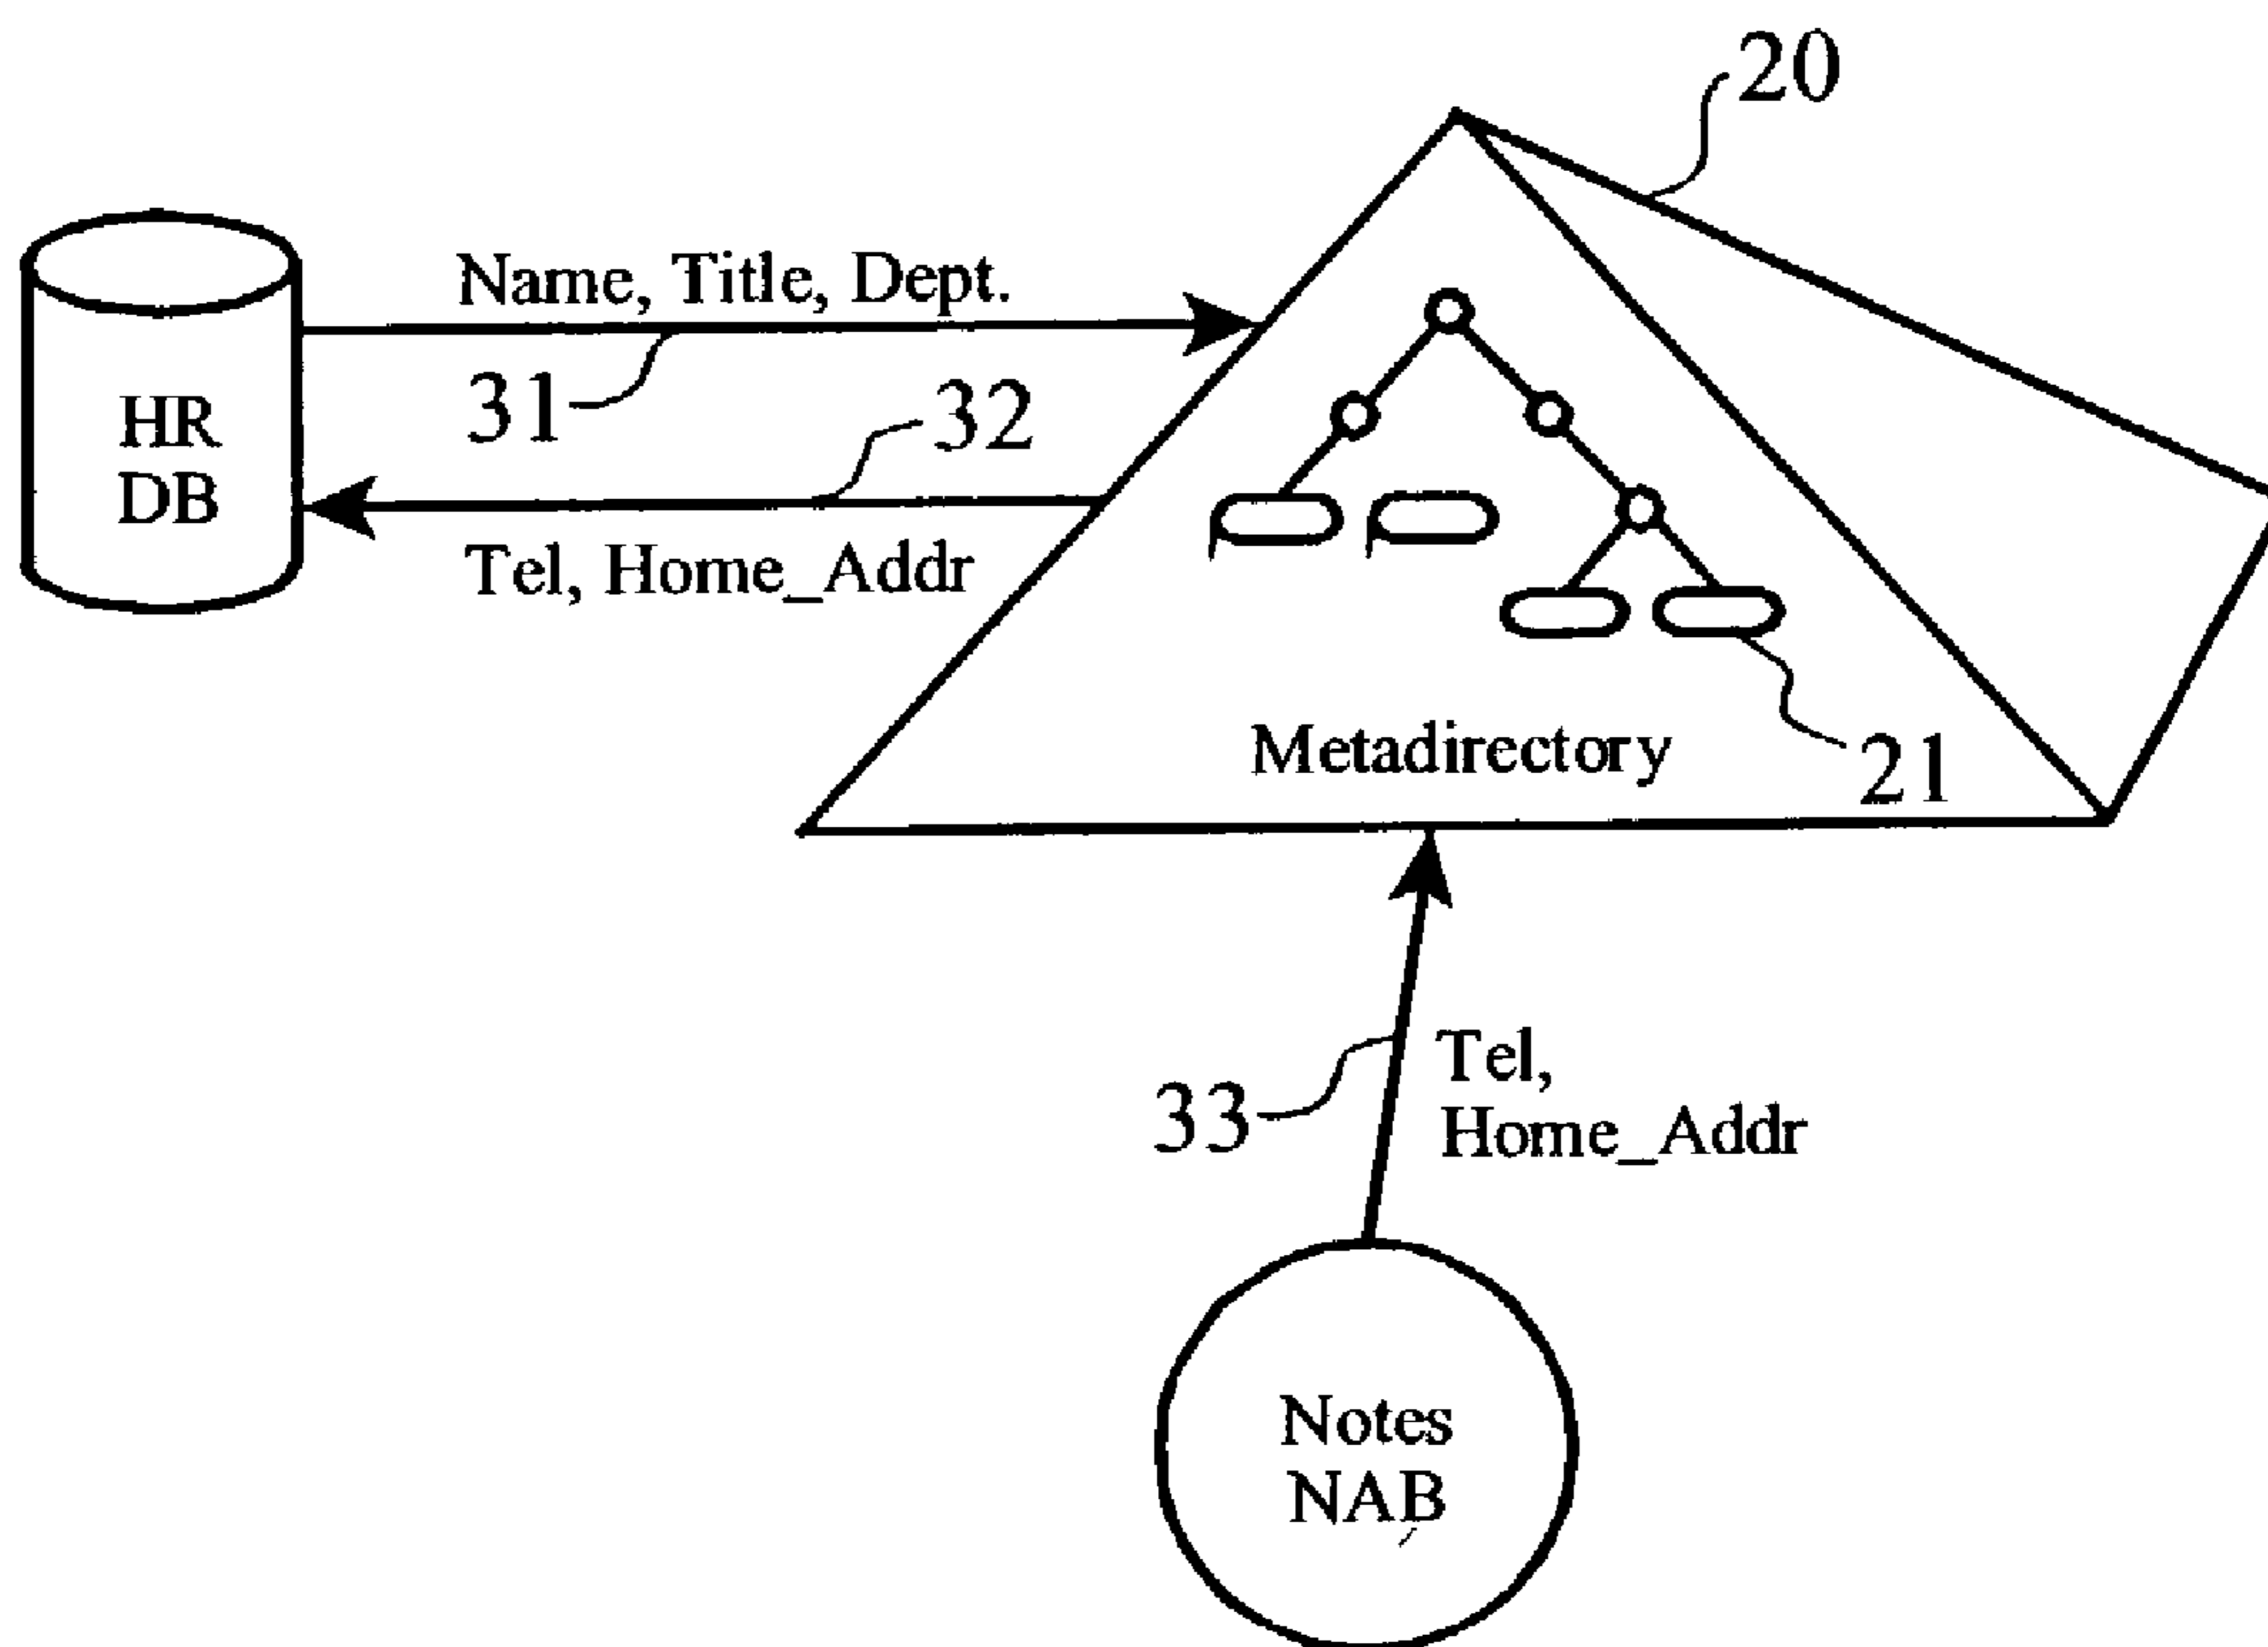 20
Name, Title, Dept.
31
32
HR
DB
Tel, Home_Addr
Metadirectory
21
33
Tel,
Home_Addr
Notes
NAB